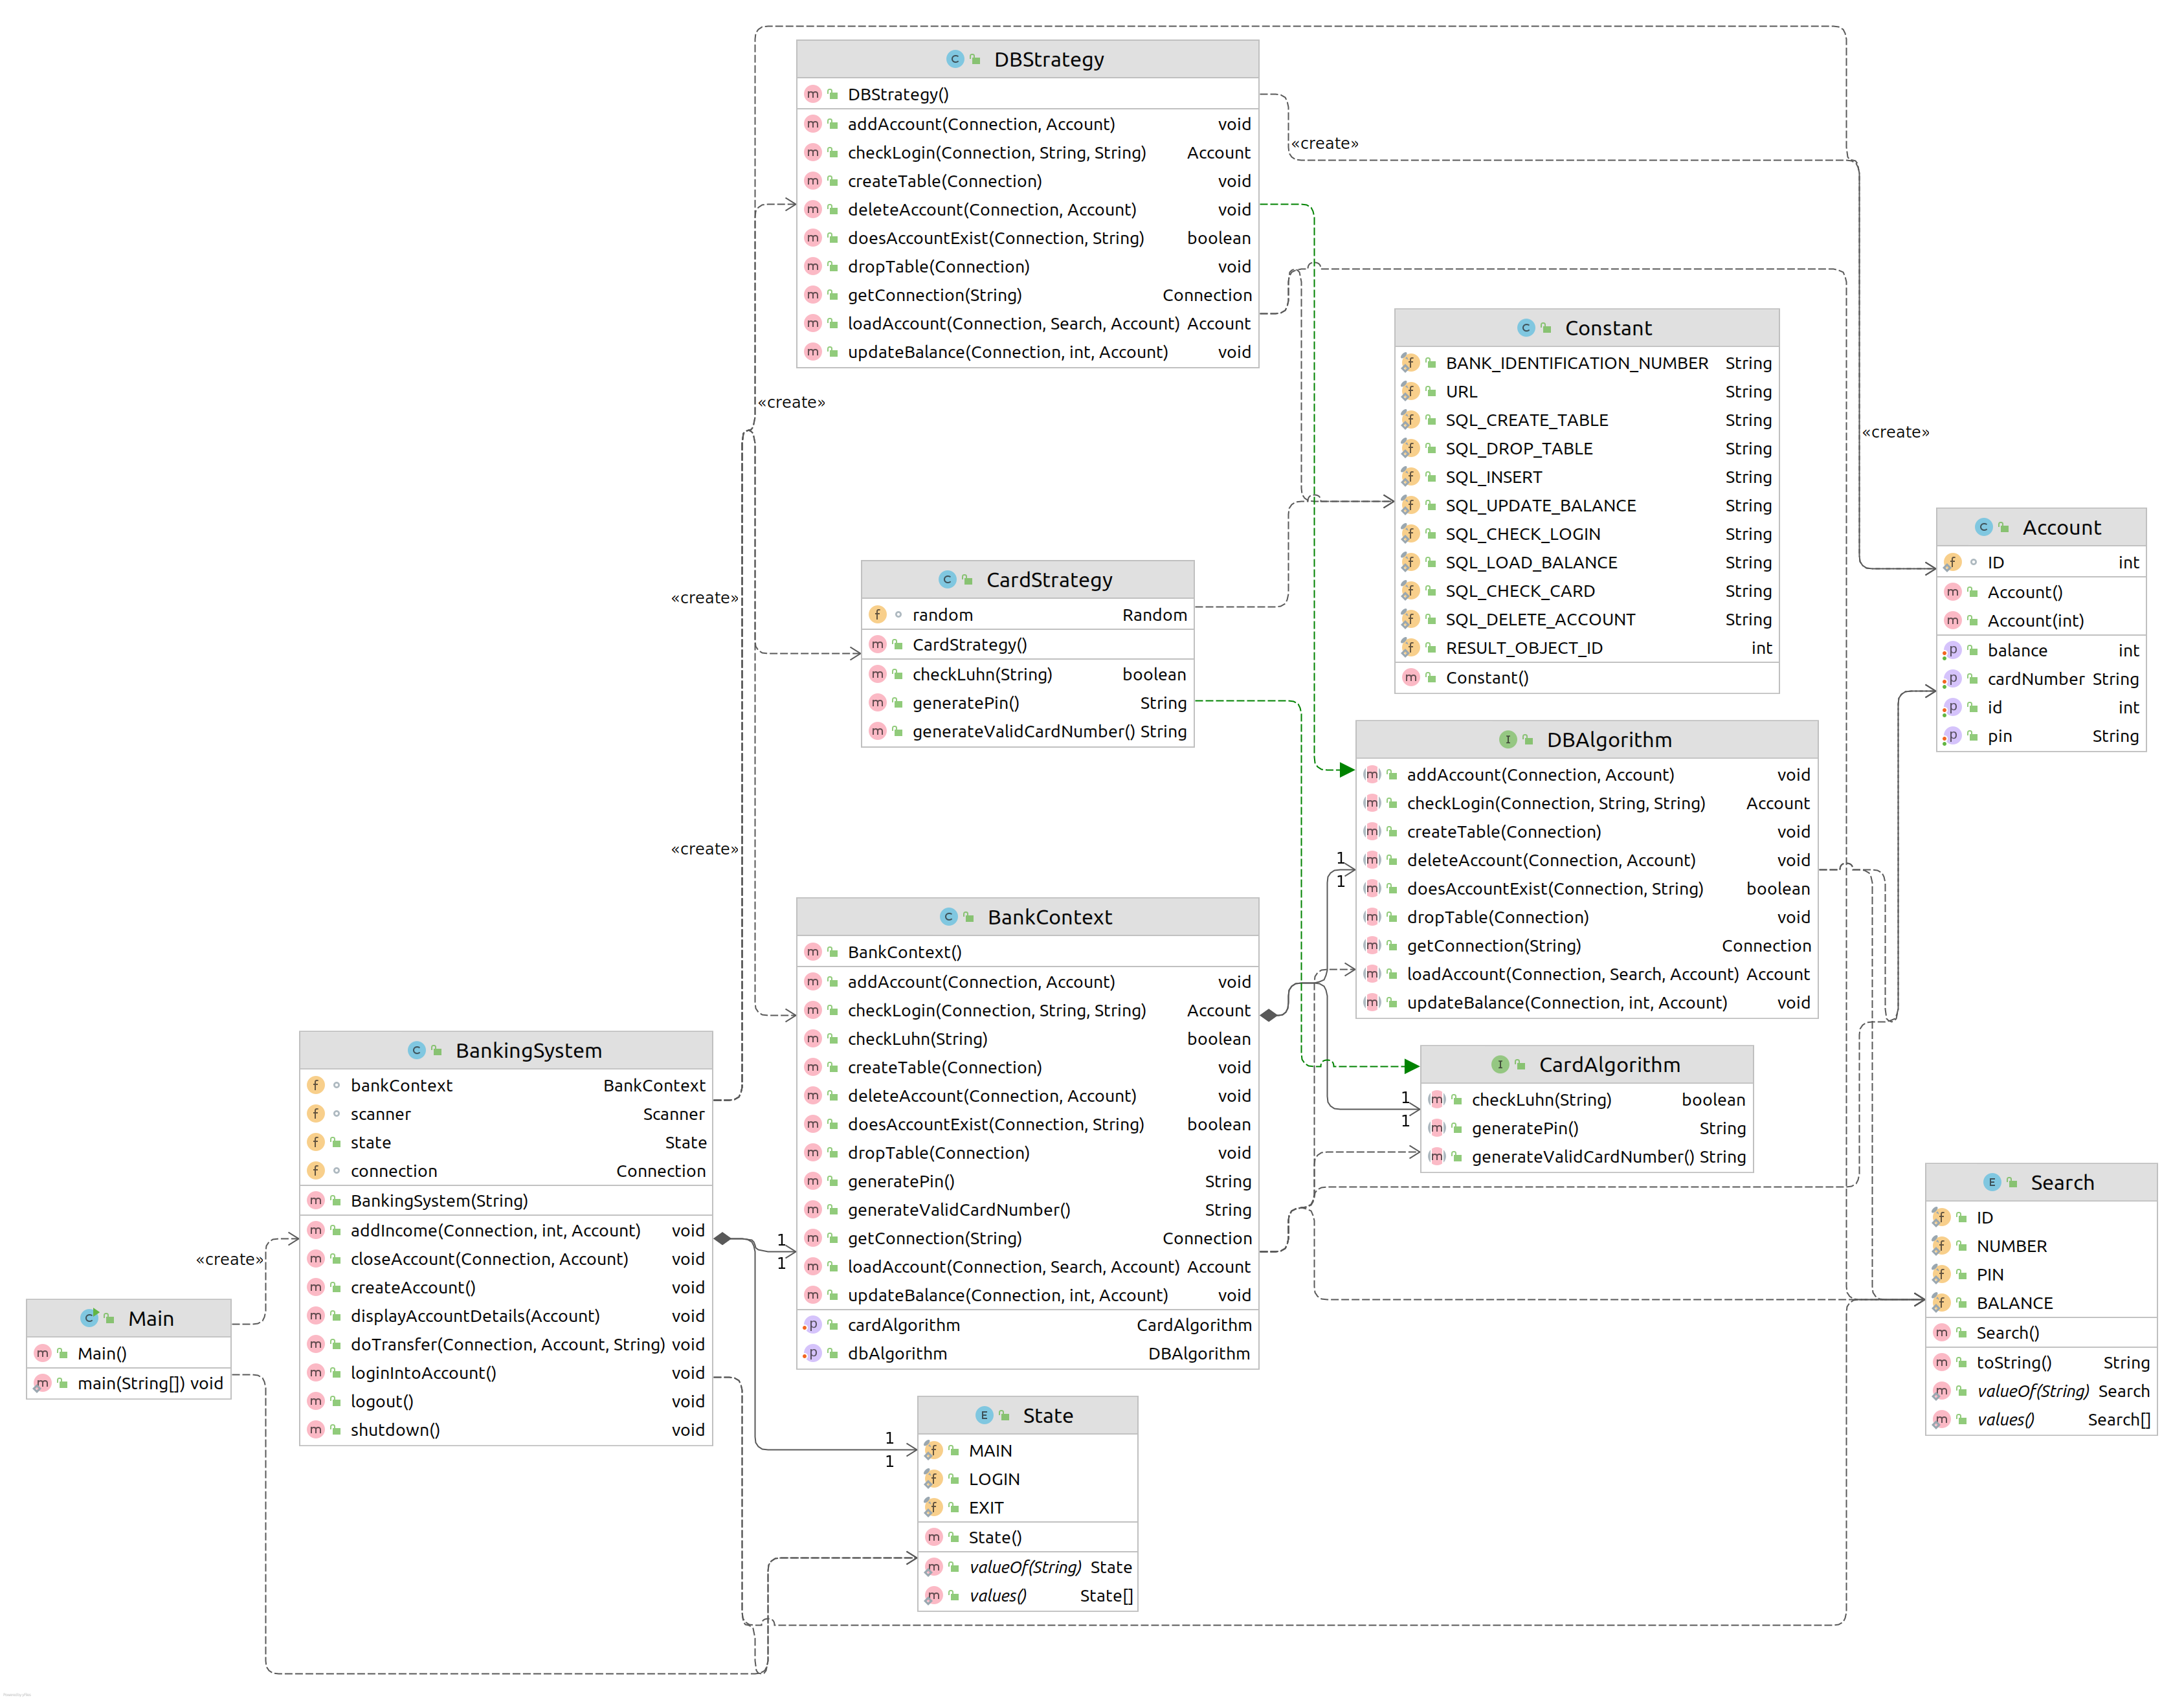 DBStrategy
DBStrategy()
addAccount(Connection, Account) void
checkLogin(Connection, String, String) Account
createTable(Connection) void
deleteAccount(Connection, Account) void
doesAccountExist(Connection, String) boolean
dropTable(Connection) void
getConnection(String) Connection
loadAccount(Connection, Search, Account) Account
updateBalance(Connection, int, Account) void
«create»
«create»
«create»
«create»
«create»
«create»
Constant
BANK_IDENTIFICATION_NUMBER String
URL String
SQL_CREATE_TABLE String
SQL_DROP_TABLE String
SQL_INSERT String
SQL_UPDATE_BALANCE String
SQL_CHECK_LOGIN String
SQL_LOAD_BALANCE String
SQL_CHECK_CARD String
SQL_DELETE_ACCOUNT String
RESULT_OBJECT_ID int
Constant()
Account
ID int
Account()
Account(int)
balance int
cardNumber String
id int
pin String
CardStrategy
random Random
CardStrategy()
checkLuhn(String) boolean
generatePin() String
generateValidCardNumber() String
DBAlgorithm
addAccount(Connection, Account) void
checkLogin(Connection, String, String) Account
createTable(Connection) void
deleteAccount(Connection, Account) void
doesAccountExist(Connection, String) boolean
dropTable(Connection) void
getConnection(String) Connection
loadAccount(Connection, Search, Account) Account
updateBalance(Connection, int, Account) void
1
1
BankContext
BankContext()
addAccount(Connection, Account) void
checkLogin(Connection, String, String) Account
checkLuhn(String) boolean
createTable(Connection) void
deleteAccount(Connection, Account) void
doesAccountExist(Connection, String) boolean
dropTable(Connection) void
generatePin() String
generateValidCardNumber() String
getConnection(String) Connection
loadAccount(Connection, Search, Account) Account
updateBalance(Connection, int, Account) void
cardAlgorithm CardAlgorithm
dbAlgorithm DBAlgorithm
CardAlgorithm
checkLuhn(String) boolean
generatePin() String
generateValidCardNumber() String
1
1
BankingSystem
bankContext BankContext
scanner Scanner
state State
connection Connection
BankingSystem(String)
addIncome(Connection, int, Account) void
closeAccount(Connection, Account) void
createAccount() void
displayAccountDetails(Account) void
doTransfer(Connection, Account, String) void
loginIntoAccount() void
logout() void
shutdown() void
1
1
Search
ID
NUMBER
PIN
BALANCE
Search()
toString() String
valueOf(String) Search
values() Search[]
Main
Main()
main(String[]) void
State
MAIN
LOGIN
EXIT
State()
valueOf(String) State
values() State[]
1
1